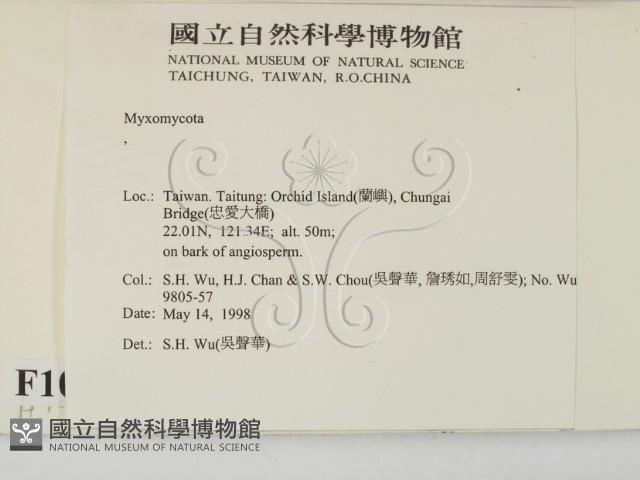 國立自然科學博物館
NATIONAL MUSEUM OF NATURAL SCIENCE
TAICHUNG, TAIWAN, R.O.CHINA
Myxomycota
,
Loc.: Taiwan. Taitung: Orchid Island(蘭嶼), Chungai
Bridge(忠愛大橋)
22.01N, 121.34E; alt. 50m;
on bark of angiosperm.
Col.: S.H. Wu, H.J. Chan & S.W. Chou(吳聲華, 詹琇如,周舒雯); No. Wu
9805-57
Date: May 14, 1998
Det.: S.H. Wu(吳聲華)
國立自然科學博物館
NATIONAL MUSEUM OF NATURAL SCIENCE